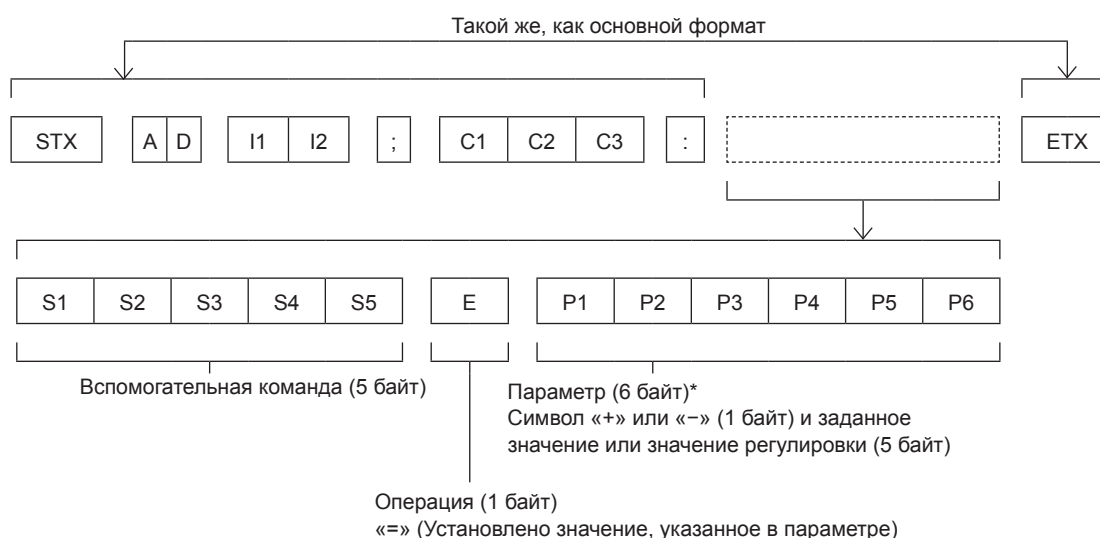 Такой же, как основной формат
STX A D I1 I2 ; C1 C2 C3 : ETX
S1 S2 S3 S4 S5 E P1 P2 P3 P4 P5 P6
Вспомогательная команда (5 байт)
Параметр (6 байт)*
Символ «+» или «−» (1 байт) и заданное
значение или значение регулировки (5 байт)
Операция (1 байт)
«=» (Установлено значение, указанное в параметре)